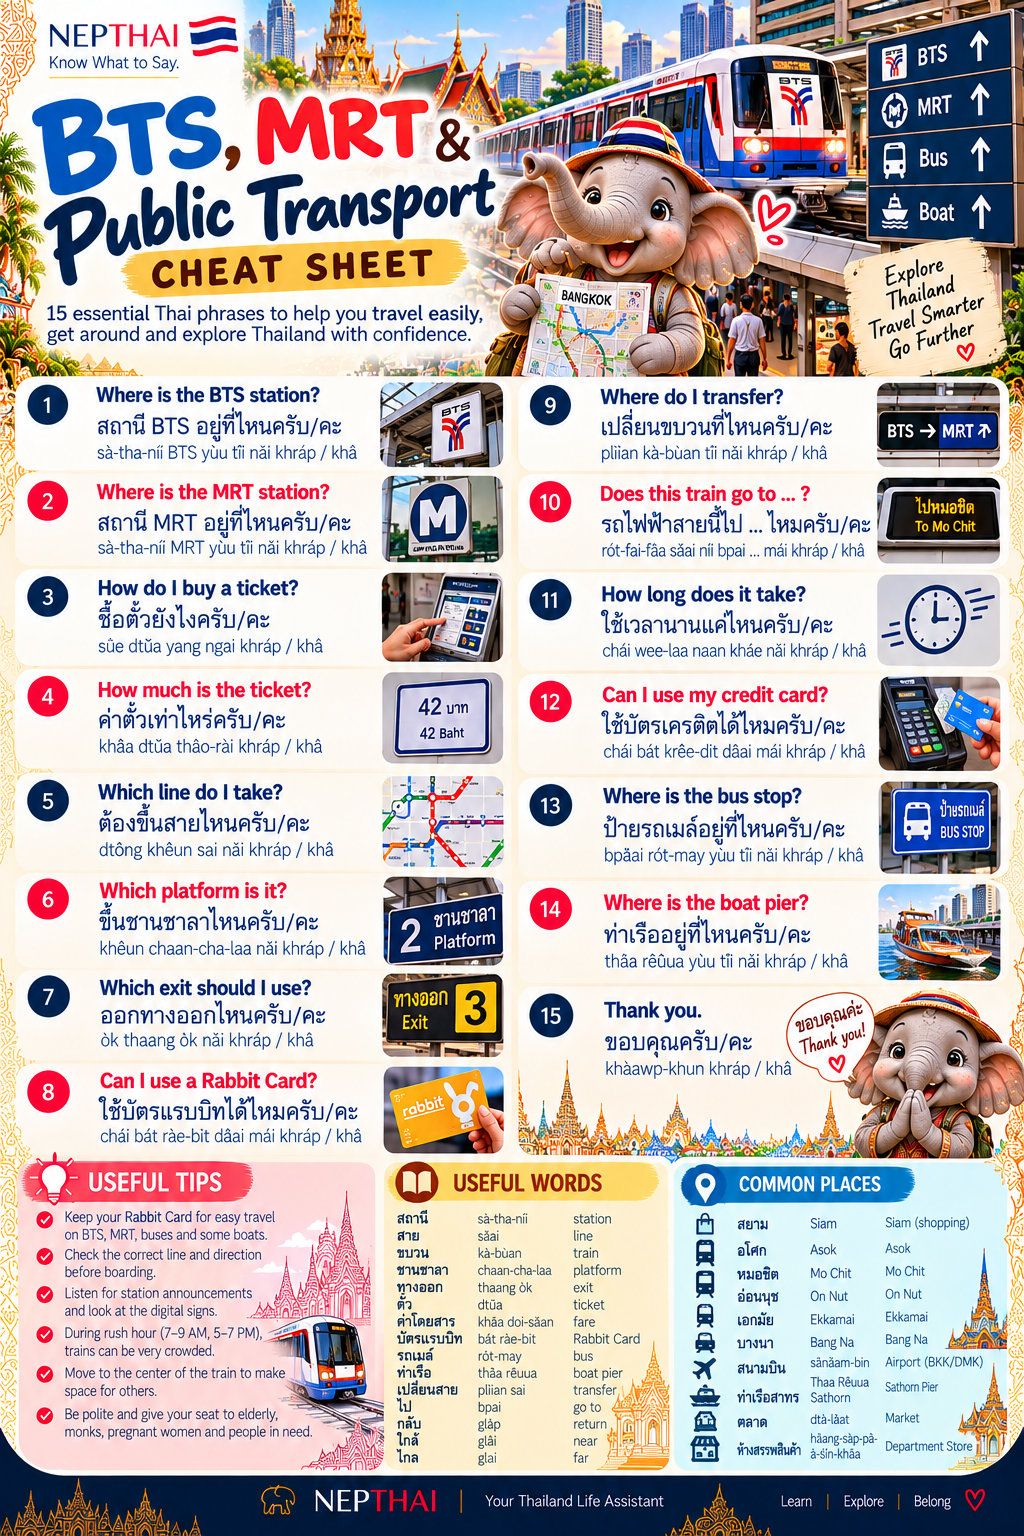 NEPTHAI
Know What to Say.
BTS, MRT &
Public Transport
CHEAT SHEET
15 essential Thai phrases to help you travel easily,
get around and explore Thailand with confidence.
BTS
BTS
MRT
Bus
Boat
Explore
Thailand
Travel Smarter
Go Further
BANGKOK
1
Where is the BTS station?
สถานี BTS อยู่ที่ไหนครับ/คะ
sà-tha-níi BTS yùu tîi nǎi khráp / khâ
BTS
2
Where is the MRT station?
สถานี MRT อยู่ที่ไหนครับ/คะ
sà-tha-níi MRT yùu tîi nǎi khráp / khâ
M
3
How do I buy a ticket?
ซื้อตั๋วยังไงครับ/คะ
sûe dtŭa yang ngai khráp / khâ
4
How much is the ticket?
ค่าตั๋วเท่าไหร่ครับ/คะ
khâa dtŭa thâo-rài khráp / khâ
42 บาท
42 Baht
5
Which line do I take?
ต้องขึ้นสายไหนครับ/คะ
dtông khêun sai nǎi khráp / khâ
6
Which platform is it?
ขึ้นชานชาลาไหนครับ/คะ
khêun chaan-cha-laa nǎi khráp / khâ
2 ชานชาลา
Platform
7
Which exit should I use?
ออกทางออกไหนครับ/คะ
òk thaang òk nǎi khráp / khâ
ทางออก
Exit 3
8
Can I use a Rabbit Card?
ใช้บัตรแรบบิทได้ไหมครับ/คะ
chái bát ràe-bit dâai mái khráp / khâ
rabbit
9
Where do I transfer?
เปลี่ยนขบวนที่ไหนครับ/คะ
plìian kà-bùan tîi nǎi khráp / khâ
BTS → MRT ↗
10
Does this train go to ... ?
รถไฟฟ้าสายนี้ไป ... ไหมครับ/คะ
rót-fai-fâa sǎai níi bpai ... mái khráp / khâ
ไปหมอชิต
To Mo Chit
11
How long does it take?
ใช้เวลานานแค่ไหนครับ/คะ
chái wee-laa naan kháe nǎi khráp / khâ
12
Can I use my credit card?
ใช้บัตรเครดิตได้ไหมครับ/คะ
chái bát krêe-dit dâai mái khráp / khâ
13
Where is the bus stop?
ป้ายรถเมล์อยู่ที่ไหนครับ/คะ
bpâai rót-may yùu tîi nǎi khráp / khâ
ป้ายรถเมล์
BUS STOP
14
Where is the boat pier?
ท่าเรืออยู่ที่ไหนครับ/คะ
thâa rêûua yùu tîi nǎi khráp / khâ
15
Thank you.
ขอบคุณครับ/คะ
khàawp-khun khráp / khâ
ขอบคุณค่ะ
Thank you!
USEFUL TIPS
Keep your Rabbit Card for easy travel
on BTS, MRT, buses and some boats.
Check the correct line and direction
before boarding.
Listen for station announcements
and look at the digital signs.
During rush hour (7–9 AM, 5–7 PM),
trains can be very crowded.
Move to the center of the train to make
space for others.
Be polite and give your seat to elderly,
monks, pregnant women and people in need.
USEFUL WORDS
สถานี sà-tha-níi station
สาย sǎai line
ขบวน kà-bùan train
ชานชาลา chaan-cha-laa platform
ทางออก thaang òk exit
ตั๋ว dtŭa ticket
ค่าโดยสาร khâa doi-sǎan fare
บัตรแรบบิท bát ràe-bit Rabbit Card
รถเมล์ rót-may bus
ท่าเรือ thâa rêuua boat pier
เปลี่ยนสาย plìian sai transfer
ไป bpai go to
กลับ glàp return
ใกล้ glâi near
ไกล glai far
COMMON PLACES
สยาม Siam Siam (shopping)
อโศก Asok Asok
หมอชิต Mo Chit Mo Chit
อ่อนนุช On Nut On Nut
เอกมัย Ekkamai Ekkamai
บางนา Bang Na Bang Na
สนามบิน sǎnǎam-bin Airport (BKK/DMK)
ท่าเรือสาทร Thaa Rêuua Sathorn Sathorn Pier
ตลาด dtà-làat Market
ห้างสรรพสินค้า hâang-sàp-pà-à-śin-khâa Department Store
NEPTHAI
Your Thailand Life Assistant
Learn | Explore | Belong